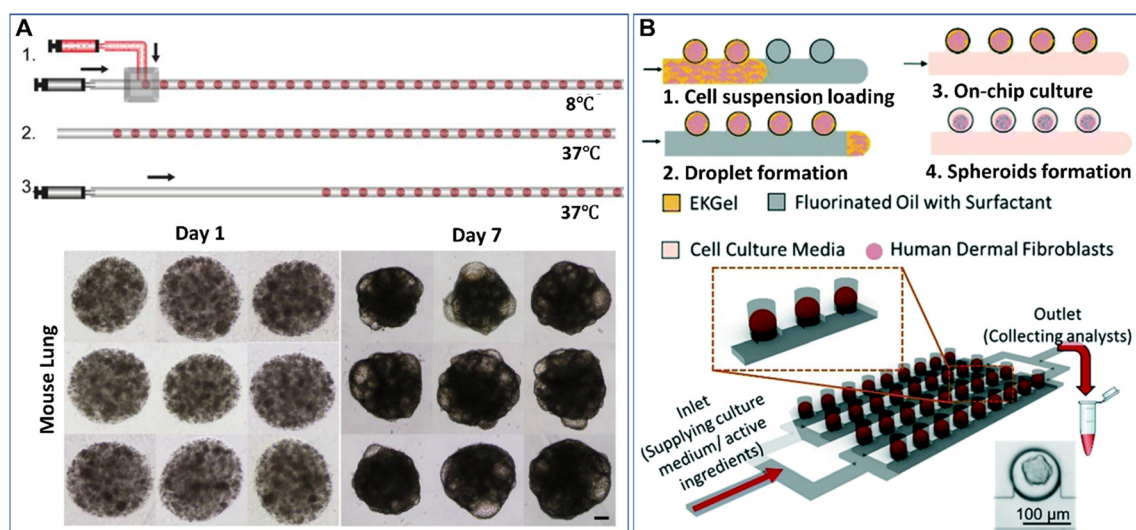 A
1.
8℃
2.
37℃
3
37℃
Day 1
Day 7
Mouse Lung
B
1. Cell suspension loading
3. On-chip culture
2. Droplet formation
4. Spheroids formation
EKGel
Fluorinated Oil with Surfactant
Cell Culture Media
Human Dermal Fibroblasts
Outlet
(Collecting analysts)
Inlet
(Supplying culture
medium/ active
ingredients)
100 µm